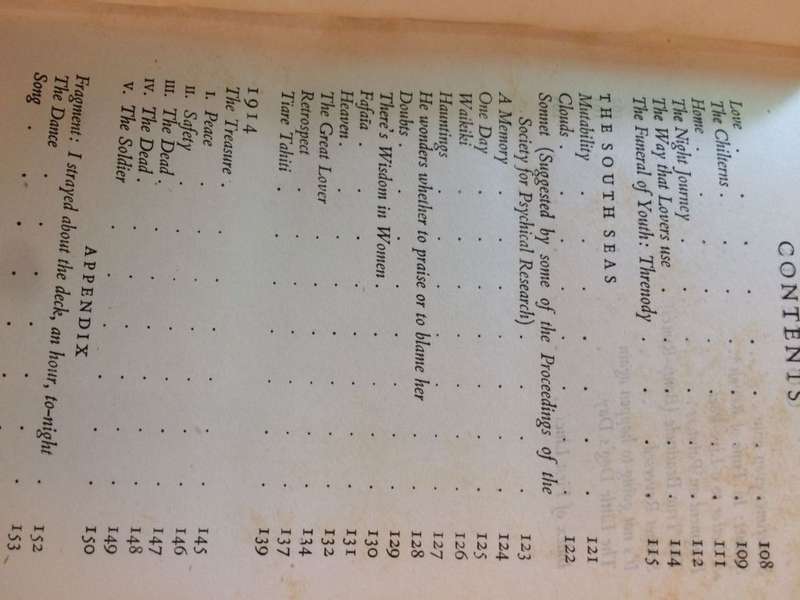 CONTENTS
Love 108
The Chilterns 109
Home 111
The Night Journey 112
The Way that Lovers use 114
The Funeral of Youth: Threnody 115
THE SOUTH SEAS
Mutability 121
Clouds 122
Sonnet (Suggested by some of the Proceedings of the
Society for Psychical Research) 123
A Memory 124
One Day 125
Waikiki 126
Hauntings 127
He wonders whether to praise or to blame her 128
Doubts 129
There's Wisdom in Women 130
Fafaia 131
Heaven 132
The Great Lover 134
Retrospect 137
Tiare Tahiti 139
1914
The Treasure 145
I. Peace 146
II. Safety 147
III. The Dead 148
IV. The Dead 149
V. The Soldier 150
APPENDIX
Fragment: I strayed about the deck, an hour, to-night 152
The Dance 153
Song